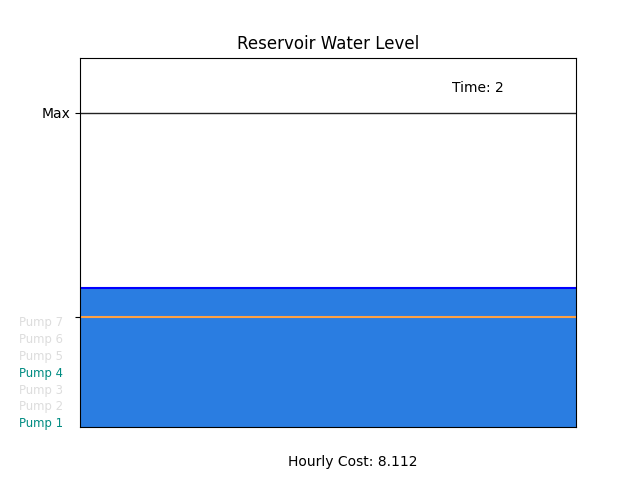 Reservoir Water Level
Time: 2
Max
Pump 7
Pump 6
Pump 5
Pump 4
Pump 3
Pump 2
Pump 1
Hourly Cost: 8.112